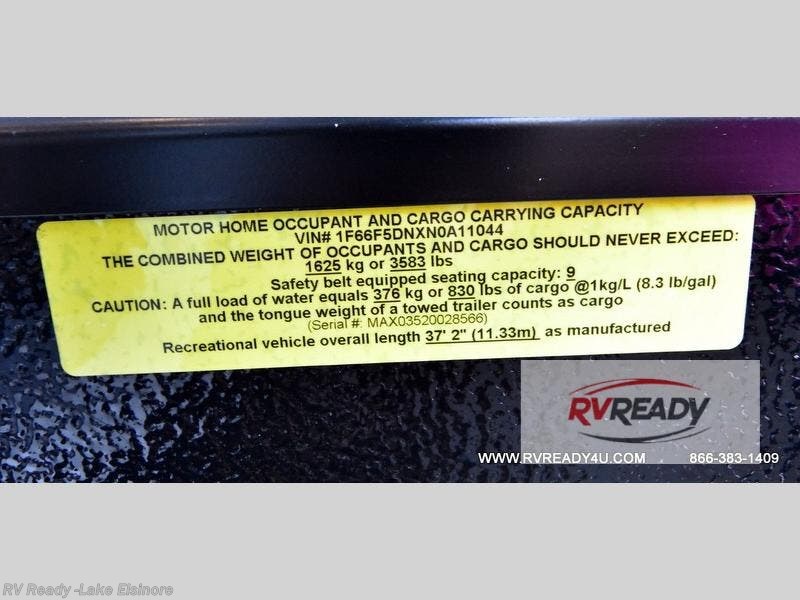 MOTOR HOME OCCUPANT AND CARGO CARRYING CAPACITY
VIN# 1F66F5DNXN0A11044
THE COMBINED WEIGHT OF OCCUPANTS AND CARGO SHOULD NEVER EXCEED:
1625 kg or 3583 lbs
Safety belt equipped seating capacity: 9
CAUTION: A full load of water equals 376 kg or 830 lbs of cargo @1kg/L (8.3 lb/gal)
and the tongue weight of a towed trailer counts as cargo
(Serial #: MAX03520028566)
Recreational vehicle overall length 37' 2" (11.33m) as manufactured
RVREADY
WWW.RVREADY4U.COM 866-383-1409
RV Ready -Lake Elsinore